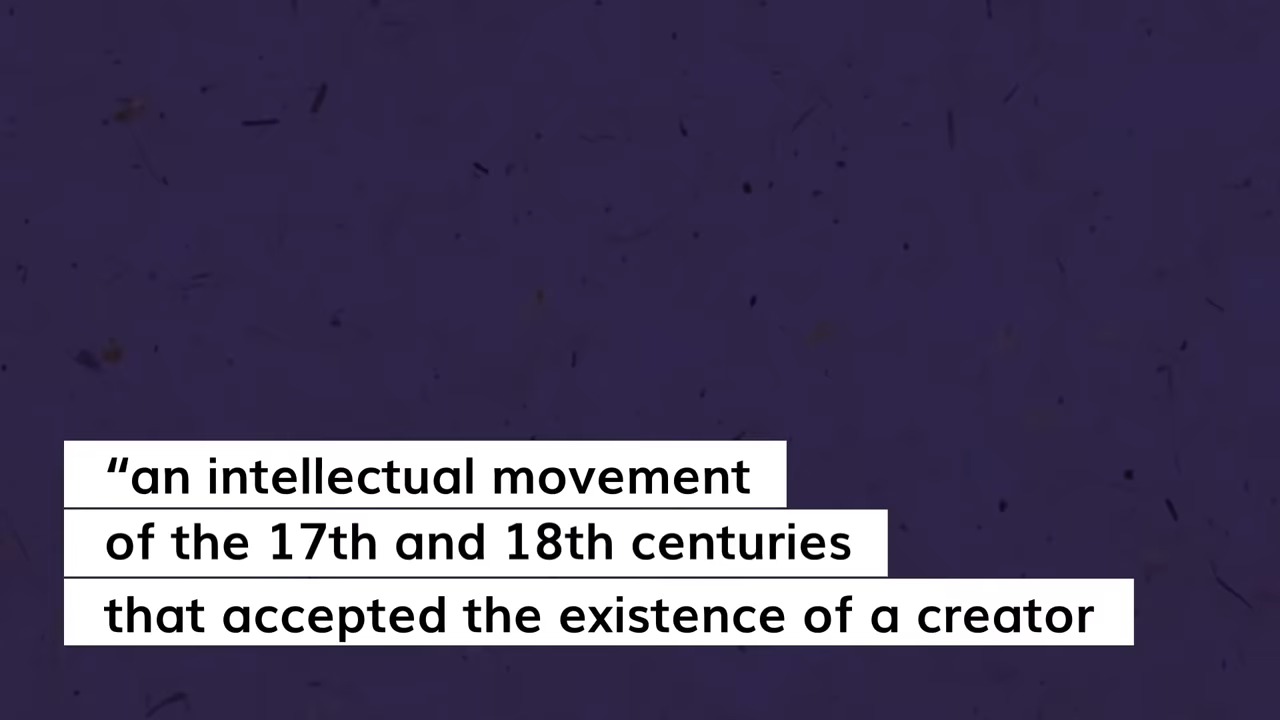 “an intellectual movement
of the 17th and 18th centuries
that accepted the existence of a creator